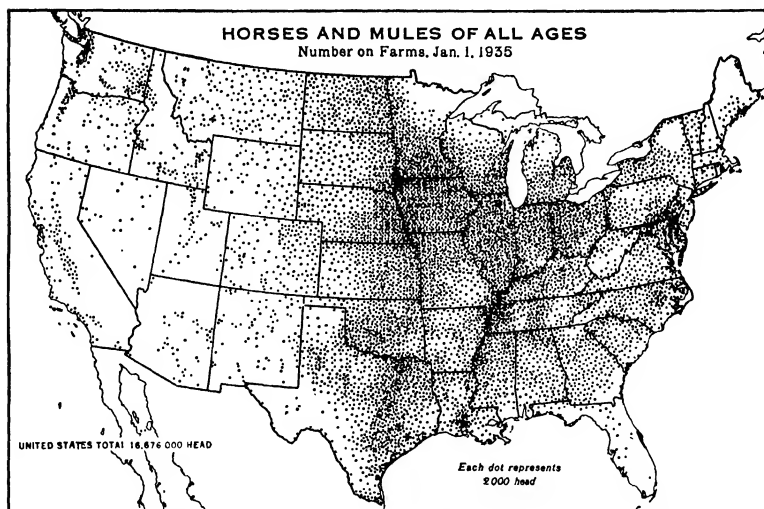 HORSES AND MULES OF ALL AGES
Number on Farms, Jan. 1, 1935
UNITED STATES TOTAL 16,676 000 HEAD
Each dot represents
2000 head